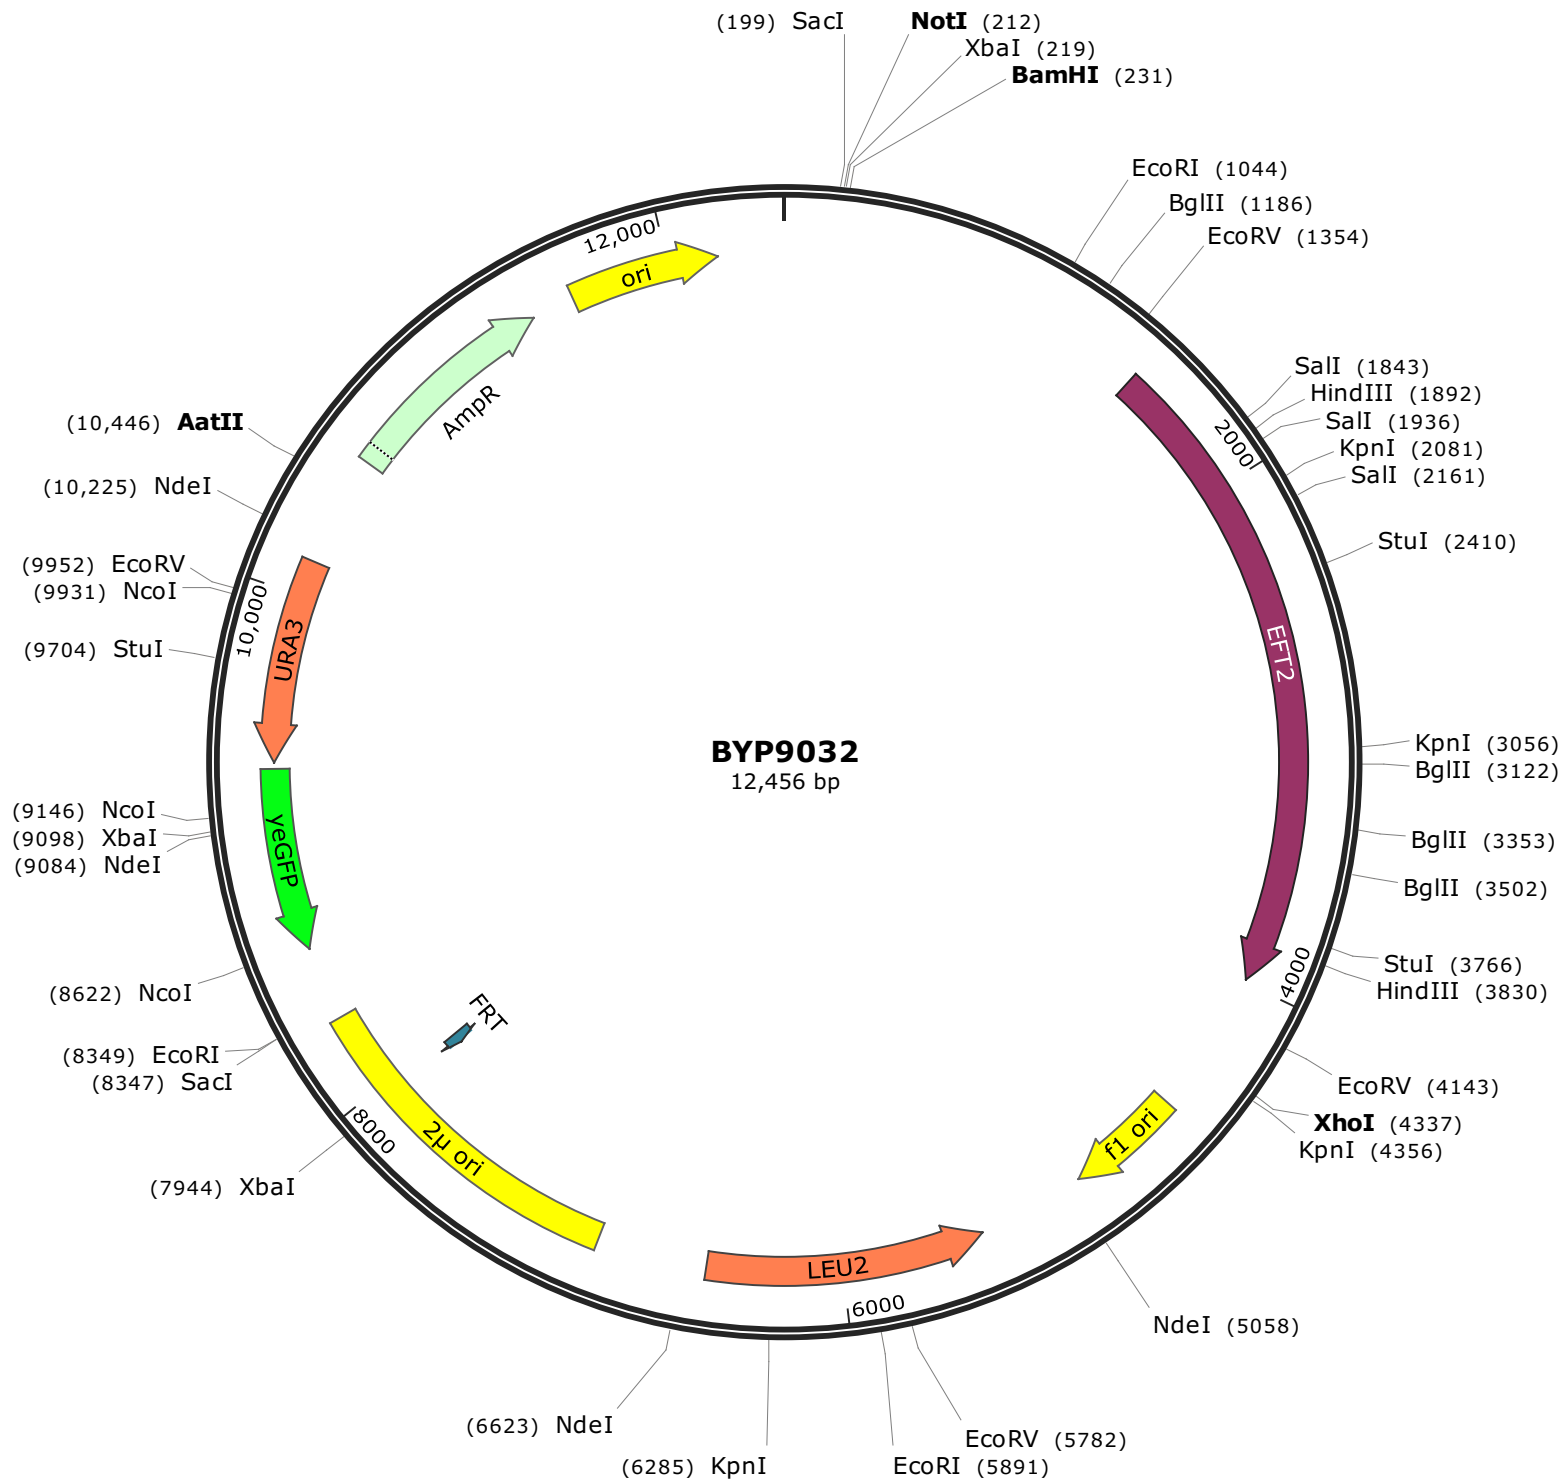 (199) SacI
NotI (212)
XbaI (219)
BamHI (231)
EcoRI (1044)
BglII (1186)
EcoRV (1354)
SalI (1843)
HindIII (1892)
SalI (1936)
KpnI (2081)
SalI (2161)
StuI (2410)
KpnI (3056)
BglII (3122)
BglII (3353)
BglII (3502)
StuI (3766)
HindIII (3830)
EcoRV (4143)
XhoI (4337)
KpnI (4356)
NdeI (5058)
EcoRV (5782)
EcoRI (5891)
(6285) KpnI
(6623) NdeI
(7944) XbaI
(8347) SacI
(8349) EcoRI
(8622) NcoI
(9084) NdeI
(9098) XbaI
(9146) NcoI
(9704) StuI
(9931) NcoI
(9952) EcoRV
(10,225) NdeI
(10,446) AatII
2000
4000
6000
8000
10,000
12,000
ori
AmpR
URA3
yeGFP
FRT
2μ ori
LEU2
f1 ori
EFT2
BYP9032
12,456 bp